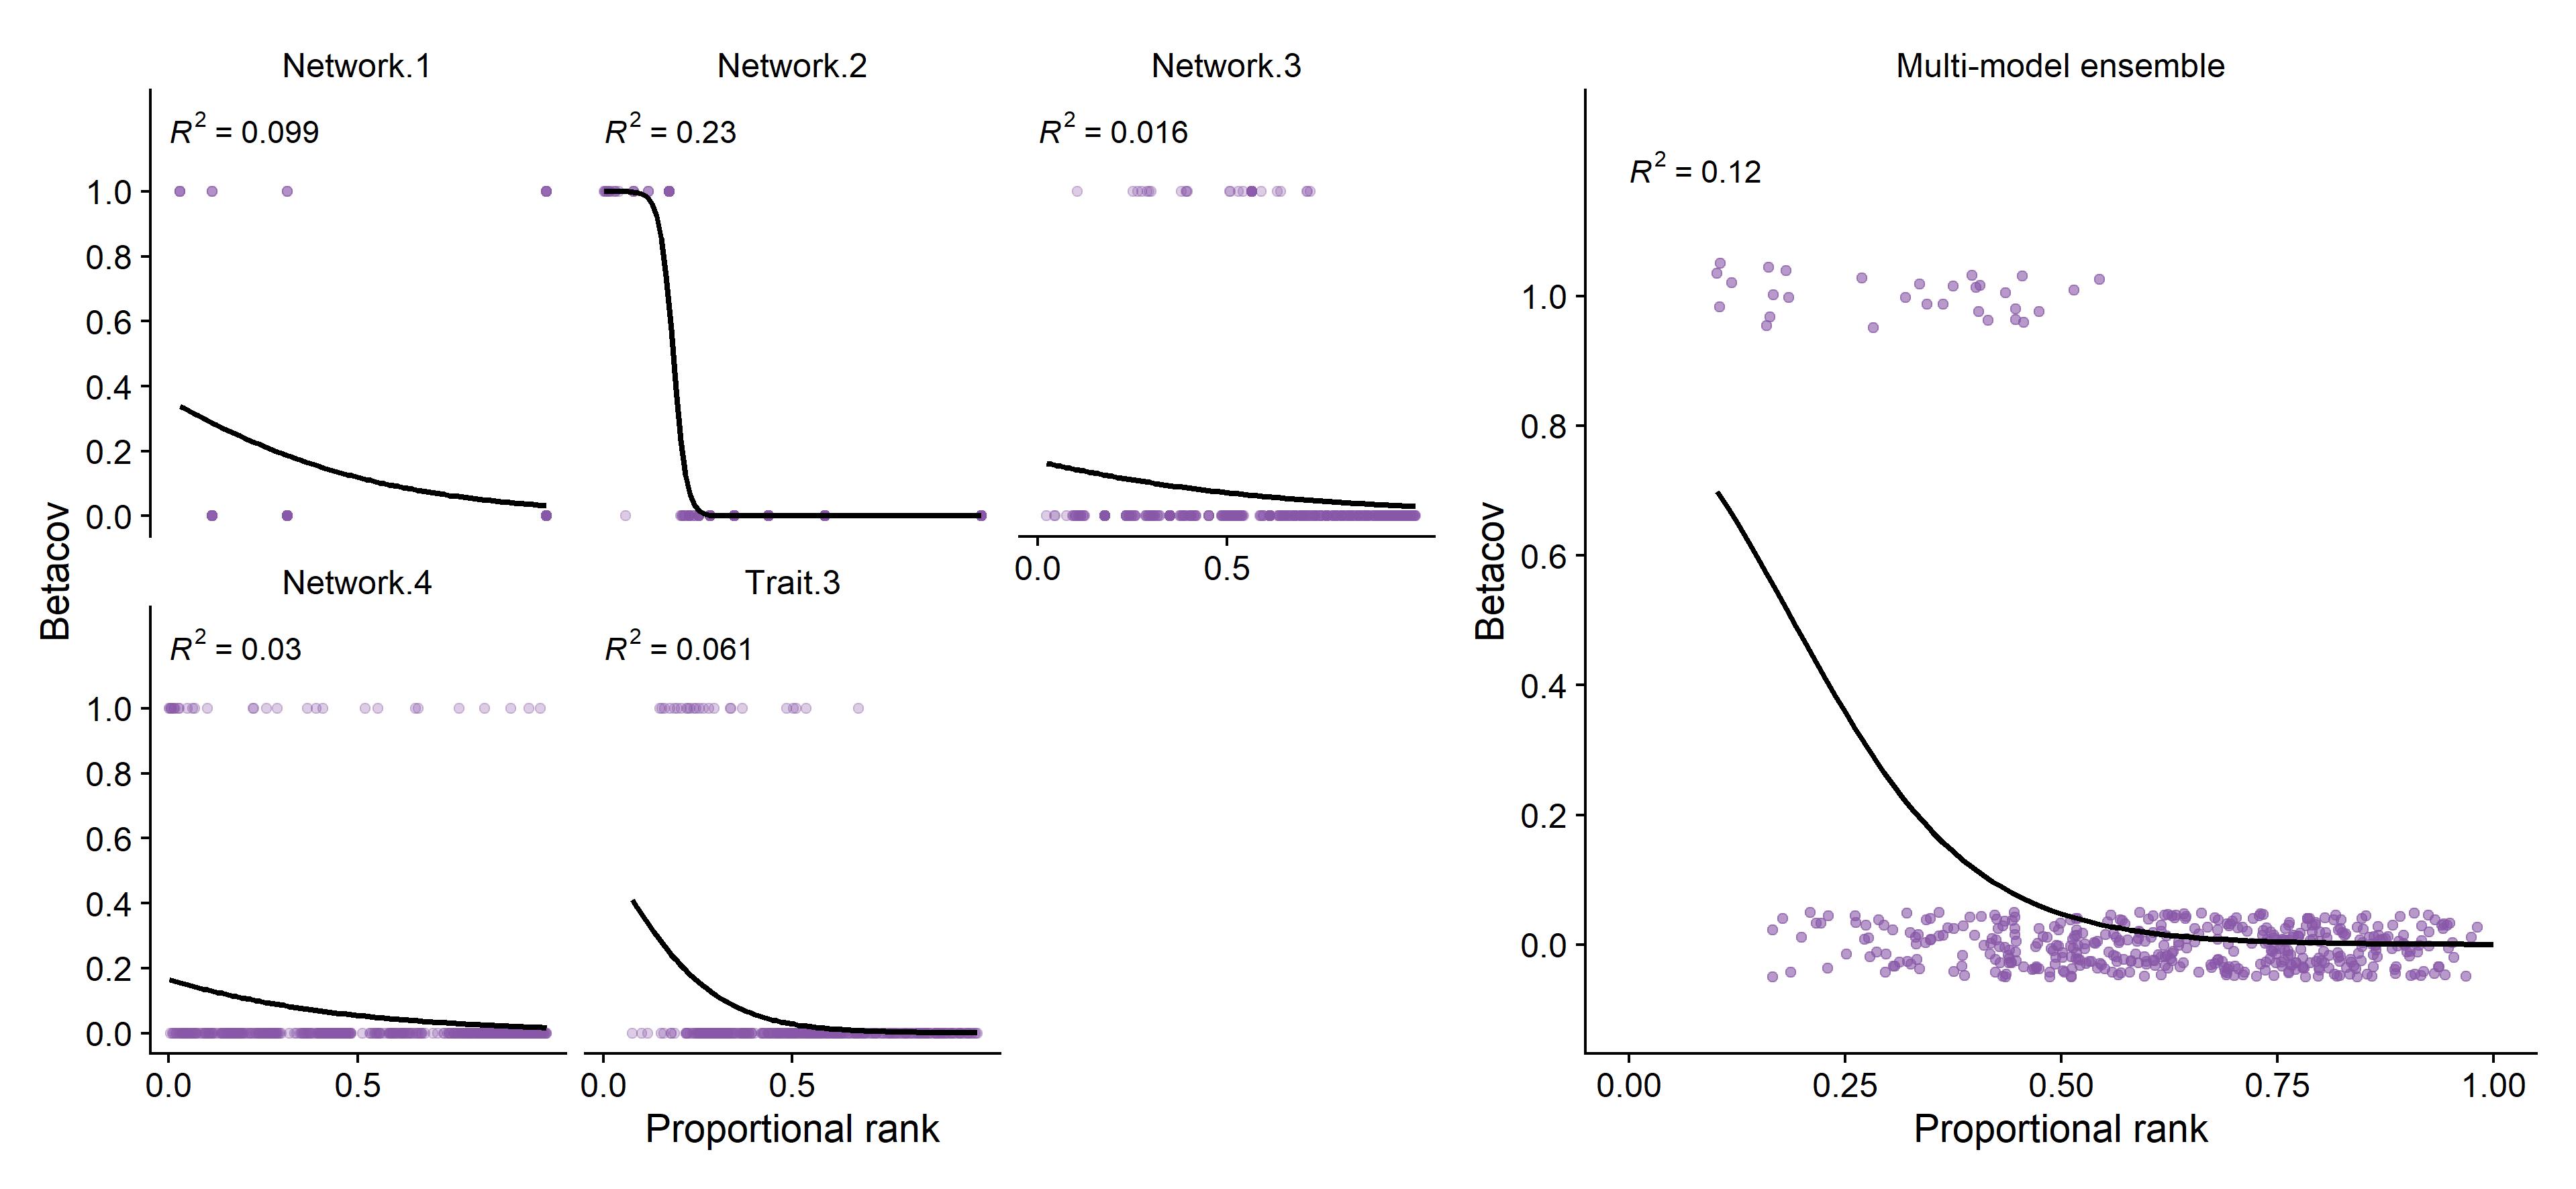 Network.1
Network.2
Network.3
Multi-model ensemble
R2 = 0.099
R2 = 0.23
R2 = 0.016
R2 = 0.12
1.0
0.8
0.6
0.4
0.2
0.0
0.0 0.5
Betacov
Network.4
Trait.3
R2 = 0.03
R2 = 0.061
1.0
0.8
0.6
0.4
0.2
0.0
0.0 0.5
0.0 0.5
Proportional rank
Betacov
1.0
0.8
0.6
0.4
0.2
0.0
0.00 0.25 0.50 0.75 1.00
Proportional rank